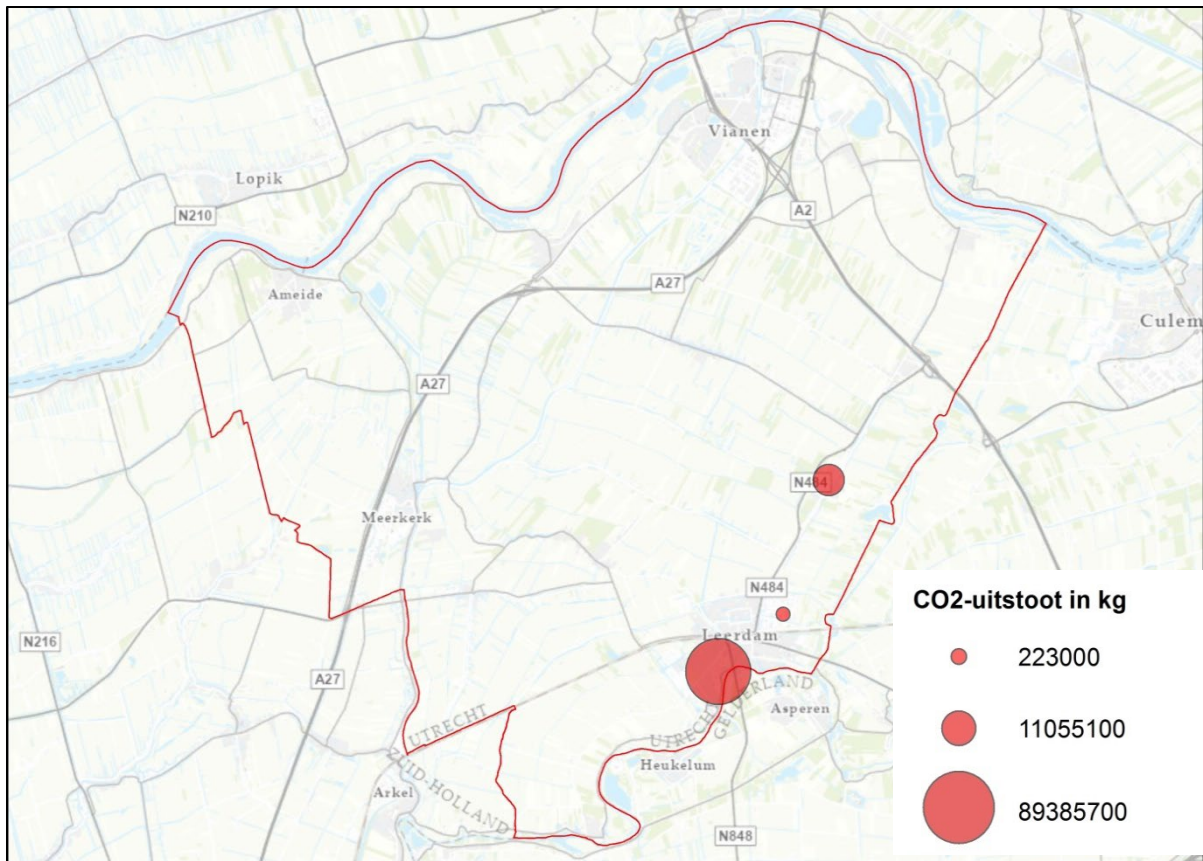 Vianen
Lopik
N210
A2
A27
Ameide
Culem
A27
N484
Meerkerk
N484
Leerdam
N216
A27
UTRECHT
GELDERLAND
UTRECHT
Asperen
ZUID-HOLLAND
Heukelum
Arkel
N848
CO2-uitstoot in kg
223000
11055100
89385700